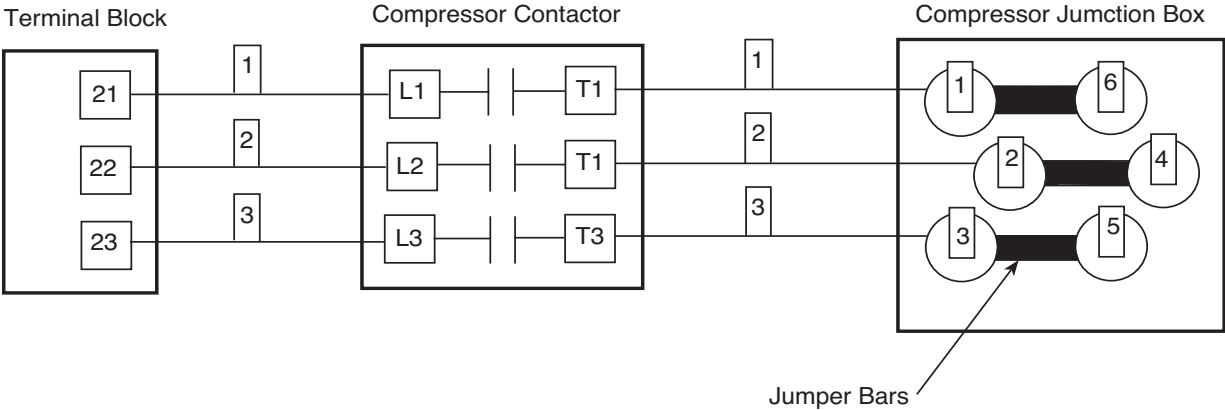 Terminal Block
Compressor Contactor
Compressor Jumction Box
21
1
L1
T1
1
1
6
22
2
L2
T1
2
2
4
23
3
L3
T3
3
3
5
Jumper Bars